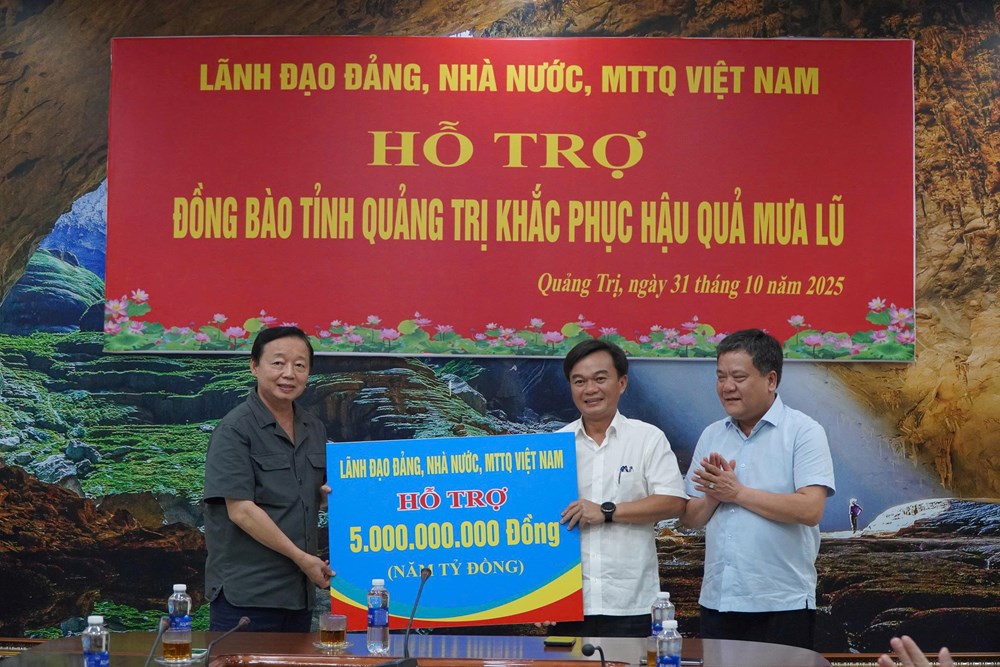 LÃNH ĐẠO ĐẢNG, NHÀ NƯỚC, MTTQ VIỆT NAM
HỖ TRỢ
ĐỒNG BÀO TỈNH QUẢNG TRỊ KHẮC PHỤC HẬU QUẢ MƯA LŨ
Quảng Trị, ngày 31 tháng 10 năm 2025
LÃNH ĐẠO ĐẢNG, NHÀ NƯỚC, MTTQ VIỆT NAM
HỖ TRỢ
5.000.000.000 Đồng
(NĂM TỶ ĐỒNG)